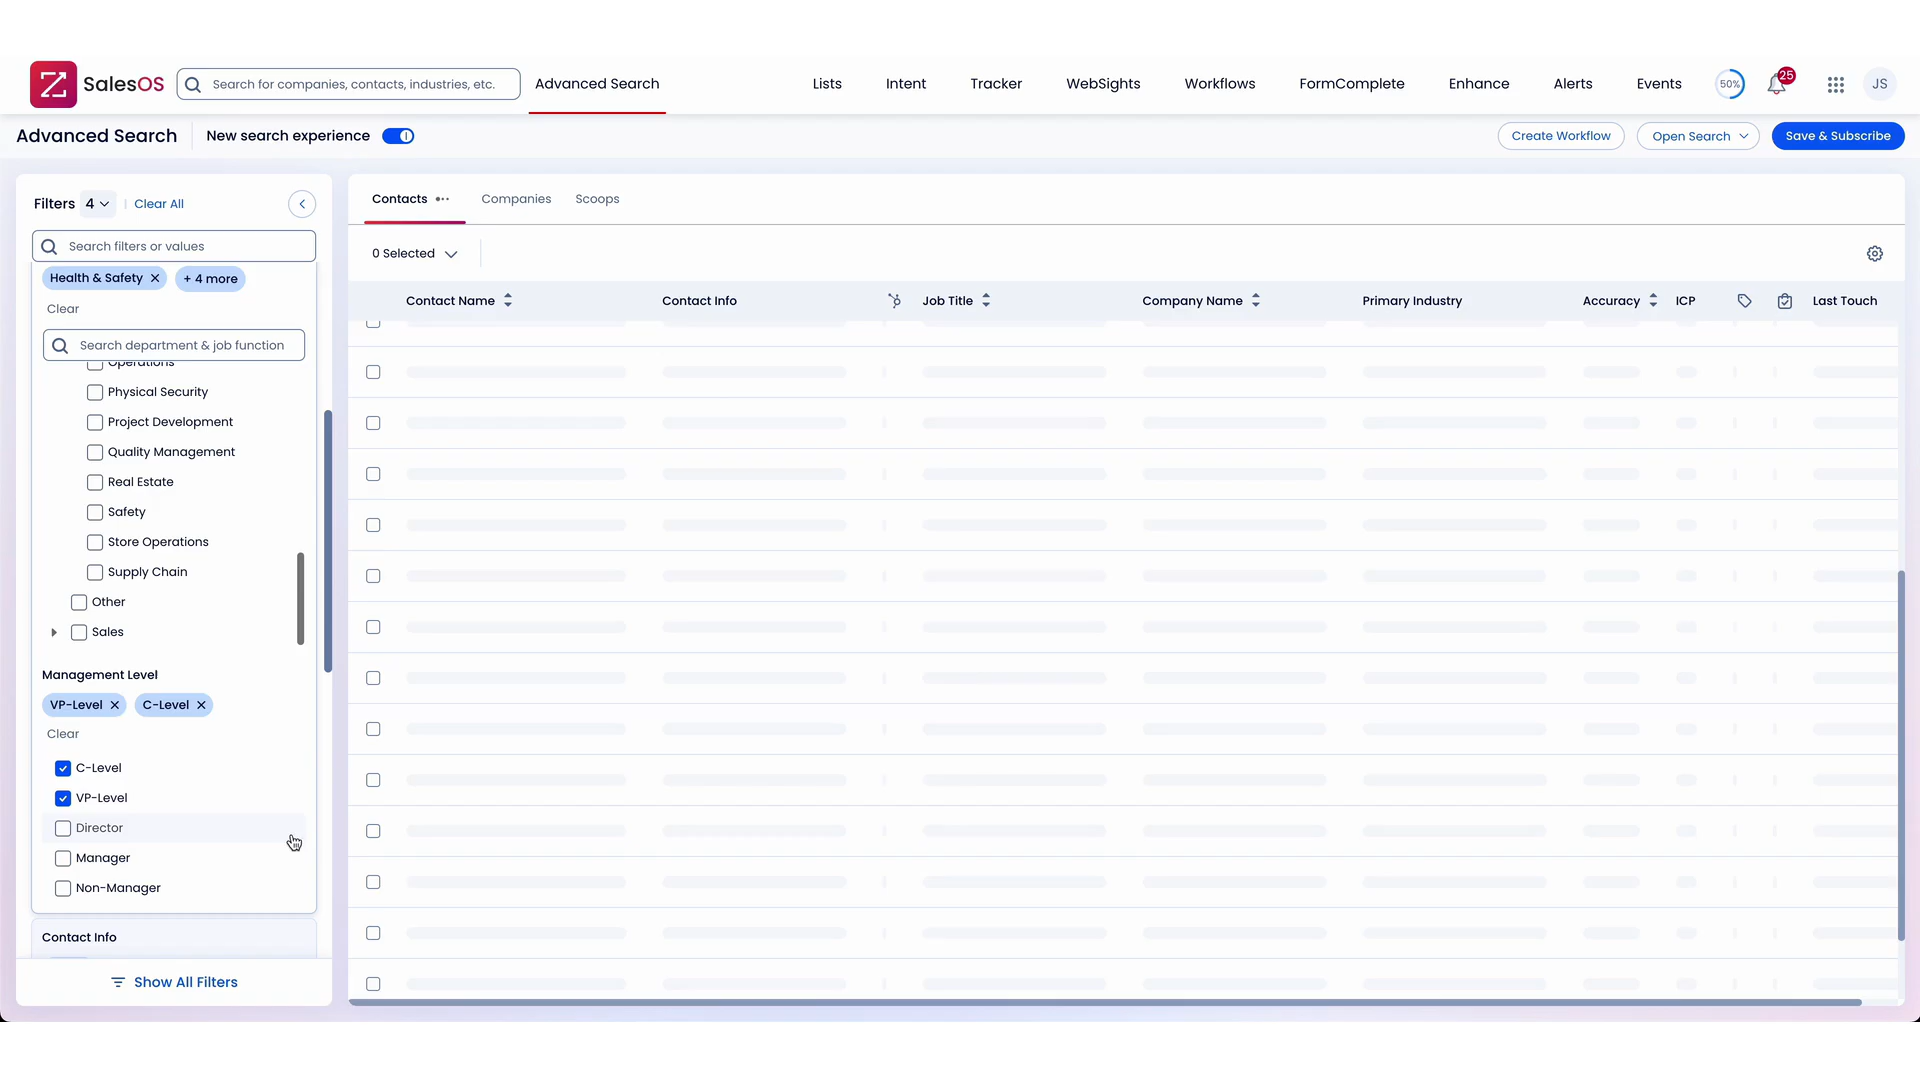 SalesOS
Search for companies, contacts, industries, etc.
Advanced Search
Lists
Intent
Tracker
WebSights
Workflows
FormComplete
Enhance
Alerts
Events
50%
25
JS
Advanced Search
New search experience
Create Workflow
Open Search
Save & Subscribe
Filters 4
Clear All
Search filters or values
Health & Safety
+ 4 more
Clear
Search department & job function
Operations
Physical Security
Project Development
Quality Management
Real Estate
Safety
Store Operations
Supply Chain
Other
Sales
Management Level
VP-Level
C-Level
Clear
C-Level
VP-Level
Director
Manager
Non-Manager
Contact Info
Show All Filters
Contacts
Companies
Scoops
0 Selected
Contact Name
Contact Info
Job Title
Company Name
Primary Industry
Accuracy
ICP
Last Touch